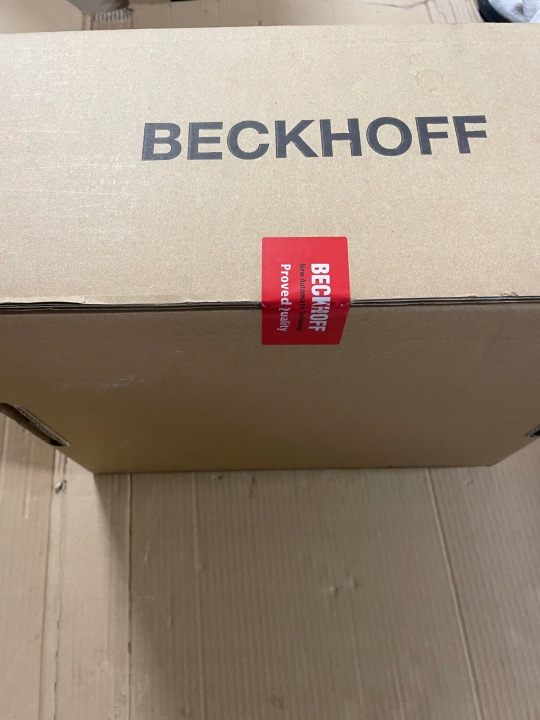 BECKHOFF
BECKHOFF
New Automation Technology
Proved Quality